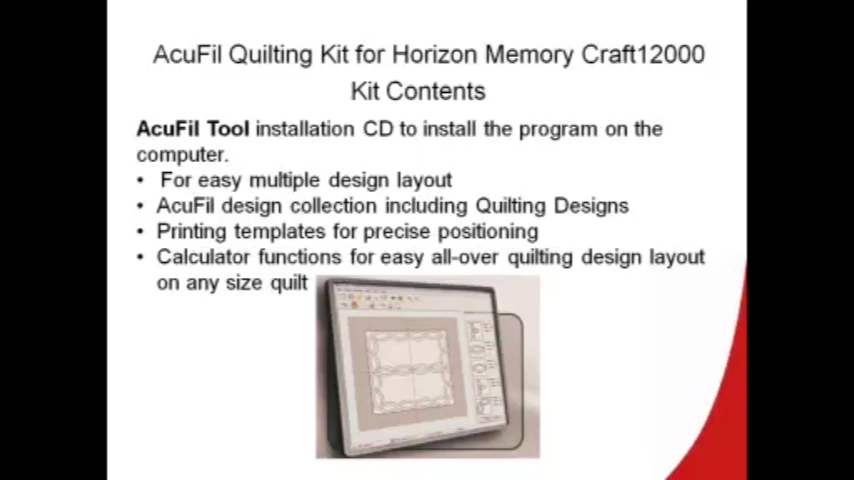 AcuFil Quilting Kit for Horizon Memory Craft12000
Kit Contents
AcuFil Tool installation CD to install the program on the
computer.
• For easy multiple design layout
• AcuFil design collection including Quilting Designs
• Printing templates for precise positioning
• Calculator functions for easy all-over quilting design layout
on any size quilt